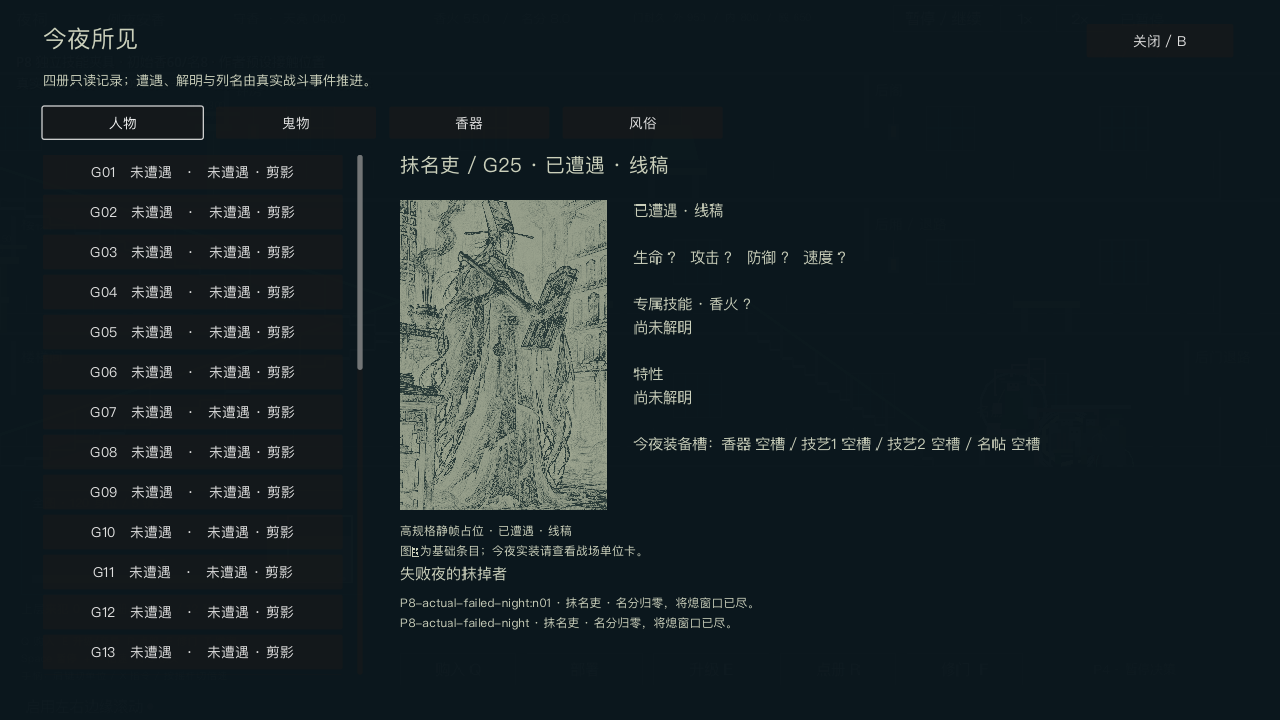 今夜所见
关闭 / B
四册只读记录；遭遇、解明与列名由真实战斗事件推进。
人物
鬼物
香器
风俗
G01 未遭遇 · 未遭遇 · 剪影
G02 未遭遇 · 未遭遇 · 剪影
G03 未遭遇 · 未遭遇 · 剪影
G04 未遭遇 · 未遭遇 · 剪影
G05 未遭遇 · 未遭遇 · 剪影
G06 未遭遇 · 未遭遇 · 剪影
G07 未遭遇 · 未遭遇 · 剪影
G08 未遭遇 · 未遭遇 · 剪影
G09 未遭遇 · 未遭遇 · 剪影
G10 未遭遇 · 未遭遇 · 剪影
G11 未遭遇 · 未遭遇 · 剪影
G12 未遭遇 · 未遭遇 · 剪影
G13 未遭遇 · 未遭遇 · 剪影
抹名吏 / G25 · 已遭遇 · 线稿
已遭遇 · 线稿
生命 ? 攻击 ? 防御 ? 速度 ?
专属技能 · 香火 ?
尚未解明
特性
尚未解明
今夜装备槽：香器 空槽 / 技艺1 空槽 / 技艺2 空槽 / 名帖 空槽
高规格静帧占位 · 已遭遇 · 线稿
图为基础条目；今夜实装请查看战场单位卡。
失败夜的抹掉者
P8-actual-failed-night:n01 · 抹名吏 · 名分归零，将熄窗口已尽。
P8-actual-failed-night · 抹名吏 · 名分归零，将熄窗口已尽。